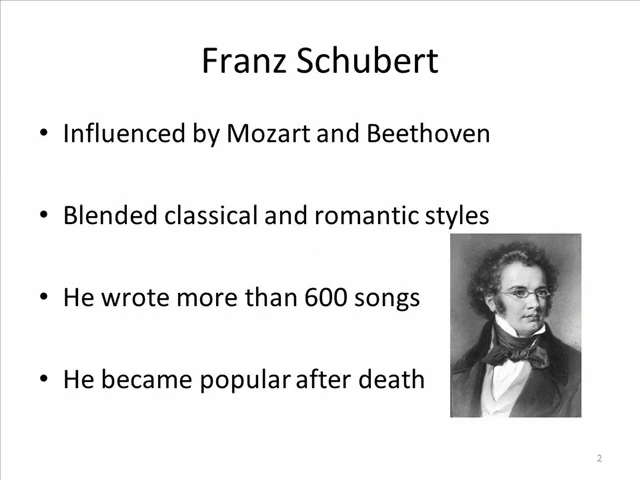 Franz Schubert
• Influenced by Mozart and Beethoven
• Blended classical and romantic styles
• He wrote more than 600 songs
• He became popular after death
2